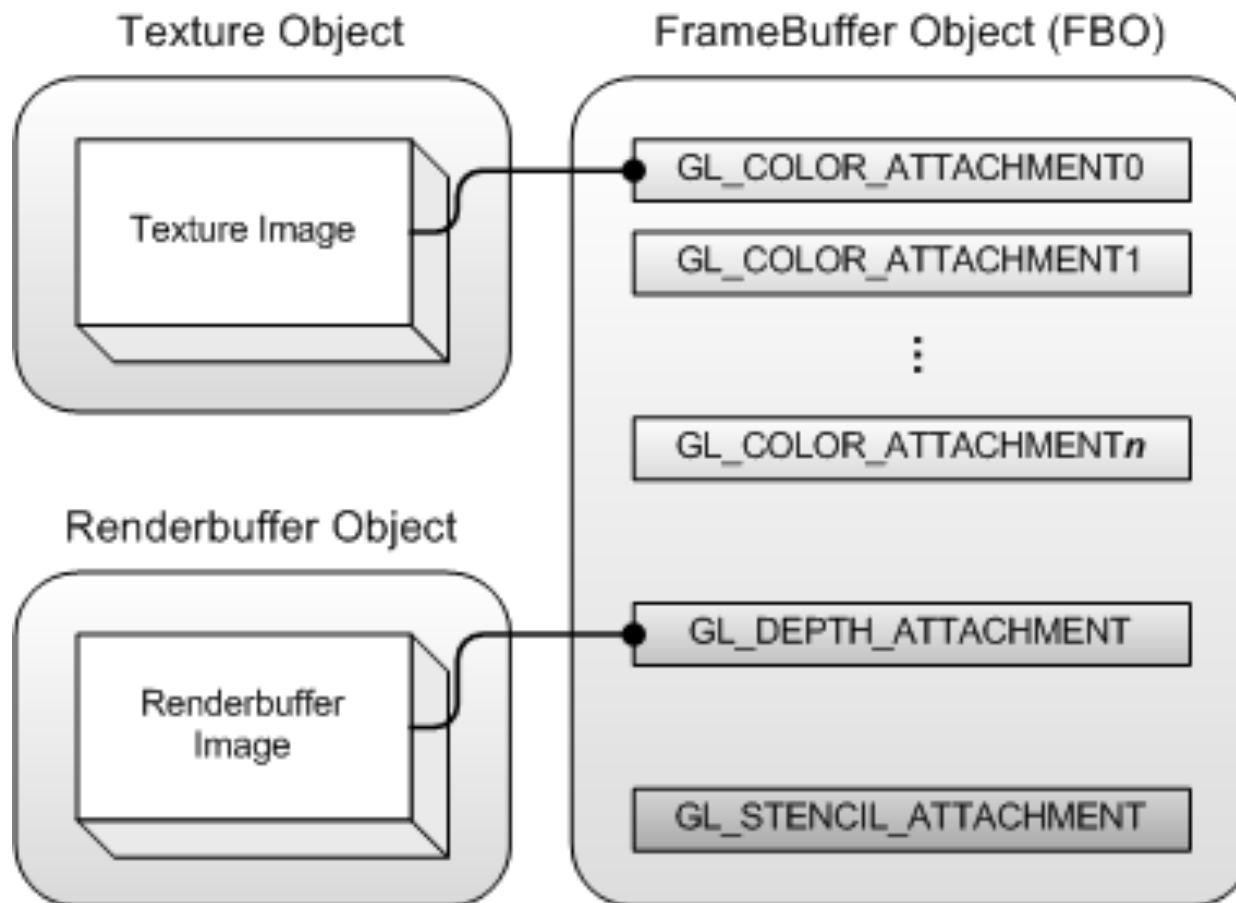 Texture Object
Texture Image
Renderbuffer Object
Renderbuffer
Image
FrameBuffer Object (FBO)
GL_COLOR_ATTACHMENT0
GL_COLOR_ATTACHMENT1
⋮
GL_COLOR_ATTACHMENTn
GL_DEPTH_ATTACHMENT
GL_STENCIL_ATTACHMENT